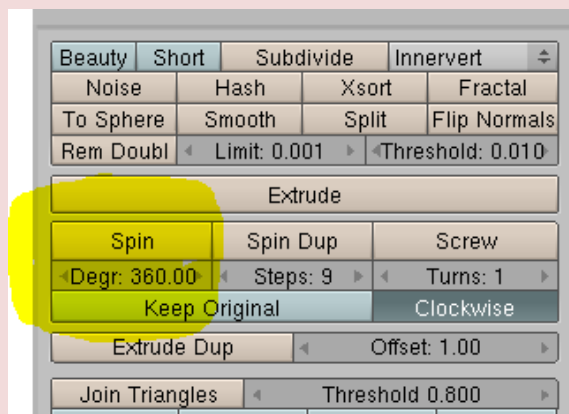 Beauty Short Subdivide Innervert
Noise Hash Xsort Fractal
To Sphere Smooth Split Flip Normals
Rem Doubl Limit: 0.001 Threshold: 0.010
Extrude
Spin Spin Dup Screw
Degr: 360.00 Steps: 9 Turns: 1
Keep Original Clockwise
Extrude Dup Offset: 1.00
Join Triangles Threshold 0.800